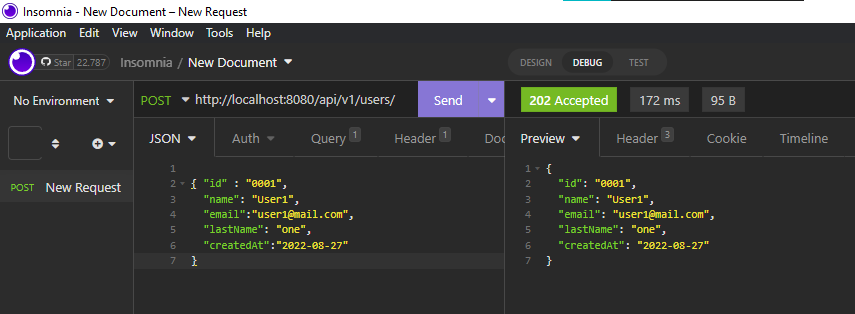 Insomnia - New Document – New Request
Application Edit View Window Tools Help
Star 22.787 Insomnia / New Document DESIGN DEBUG TEST
No Environment POST http://localhost:8080/api/v1/users/ Send 202 Accepted 172 ms 95 B
JSON Auth Query 1 Header 1 Doc Preview Header 3 Cookie Timeline
POST New Request
1
2 { "id" : "0001",
3 "name": "User1",
4 "email":"user1@mail.com",
5 "lastName": "one",
6 "createdAt":"2022-08-27"
7 }
1 {
2 "id": "0001",
3 "name": "User1",
4 "email": "user1@mail.com",
5 "lastName": "one",
6 "createdAt": "2022-08-27"
7 }